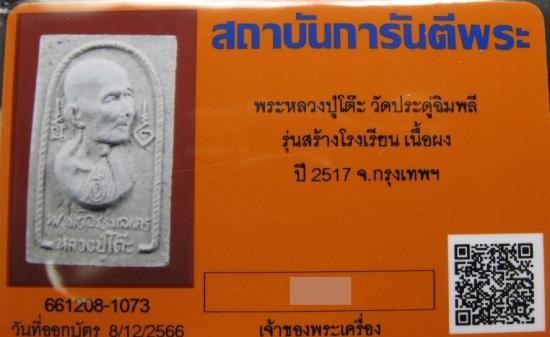 สถาบันการันตีพระ
พระหลวงปู่โต๊ะ วัดประดู่ฉิมพลี
รุ่นสร้างโรงเรียน เนื้อผง
ปี 2517 จ.กรุงเทพฯ
หลวงปู่โต๊ะ
661208-1073
วันที่ออกบัตร 8/12/2566
เจ้าของพระเครื่อง